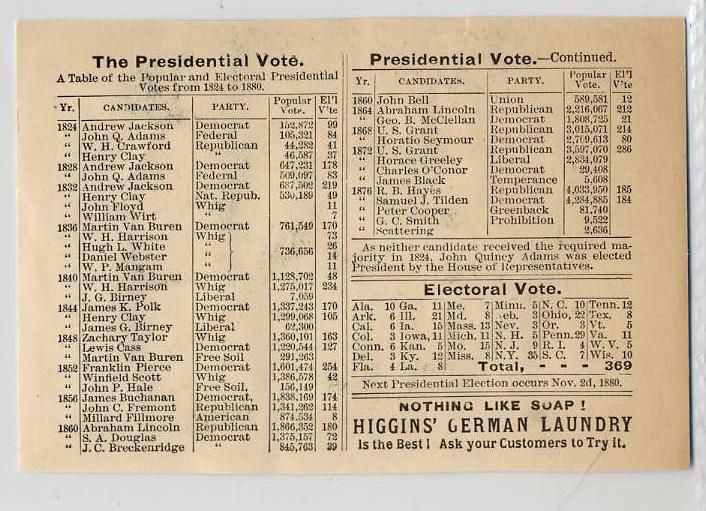 The Presidential Vote.
A Table of the Popular and Electoral Presidential
Votes from 1824 to 1880.
Yr. CANDIDATES. PARTY. Popular Vote. El'l V'te
1824 Andrew Jackson Democrat 152,872 99
" John Q. Adams Federal 105,321 84
" W. H. Crawford Republican 44,282 41
" Henry Clay " 46,587 37
1828 Andrew Jackson Democrat 647,231 178
" John Q. Adams Federal 509,097 83
1832 Andrew Jackson Democrat 687,502 219
" Henry Clay Nat. Repub. 530,189 49
" John Floyd Whig 11
" William Wirt " 7
1836 Martin Van Buren Democrat 761,549 170
" W. H. Harrison Whig 73
" Hugh L. White " 26
" Daniel Webster " 736,656 14
" W. P. Mangum " 11
1840 Martin Van Buren Democrat 1,128,702 48
" W. H. Harrison Whig 1,275,017 234
" J. G. Birney Liberal 7,059
1844 James K. Polk Democrat 1,337,243 170
" Henry Clay Whig 1,299,068 105
" James G. Birney Liberal 62,300
1848 Zachary Taylor Whig 1,360,101 163
" Lewis Cass Democrat 1,220,544 127
" Martin Van Buren Free Soil 291,263
1852 Franklin Pierce Democrat 1,601,474 254
" Winfield Scott Whig 1,386,578 42
" John P. Hale Free Soil, 156,149
1856 James Buchanan Democrat, 1,838,169 174
" John C. Fremont Republican 1,341,262 114
" Millard Fillmore American 874,534 8
1860 Abraham Lincoln Republican 1,866,352 180
" S. A. Douglas Democrat 1,375,157 72
" J. C. Breckenridge " 845,763 39
Presidential Vote.—Continued.
Yr. CANDIDATES. PARTY. Popular Vote. El'l V'te
1860 John Bell Union 589,581 12
1864 Abraham Lincoln Republican 2,216,067 212
" Geo. B. McClellan Democrat 1,808,725 21
1868 U. S. Grant Republican 3,015,071 214
" Horatio Seymour Democrat 2,709,613 80
1872 U. S. Grant Republican 3,597,070 286
" Horace Greeley Liberal 2,834,079
" Charles O'Conor Democrat 29,408
" James Black Temperance 5,608
1876 R. B. Hayes Republican 4,033,950 185
" Samuel J. Tilden Democrat 4,284,885 184
" Peter Cooper Greenback 81,740
" G. C. Smith Prohibition 9,522
" Scattering 2,636
As neither candidate received the required ma-
jority in 1824, John Quincy Adams was elected
President by the House of Representatives.
Electoral Vote.
Ala. 10 Ga. 11 Me. 7 Minn. 5 N. C. 10 Tenn. 12
Ark. 6 Ill. 21 Md. 8 eb. 3 Ohio, 22 Tex. 8
Cal. 6 Ia. 15 Mass. 13 Nev. 3 Or. 3 Vt. 5
Col. 3 Iowa, 11 Mich, 11 N. H. 5 Penn. 29 Va. 11
Conn. 6 Kan. 5 Mo. 15 N. J. 9 R. I. 4 W. V. 5
Del. 3 Ky. 12 Miss. 8 N.Y. 35 S. C. 7 Wis. 10
Fla. 4 La. 8 Total, - - - 369
Next Presidential Election occurs Nov. 2d, 1880.
NOTHING LIKE SOAP!
HIGGINS' GERMAN LAUNDRY
Is the Best! Ask your Customers to Try it.